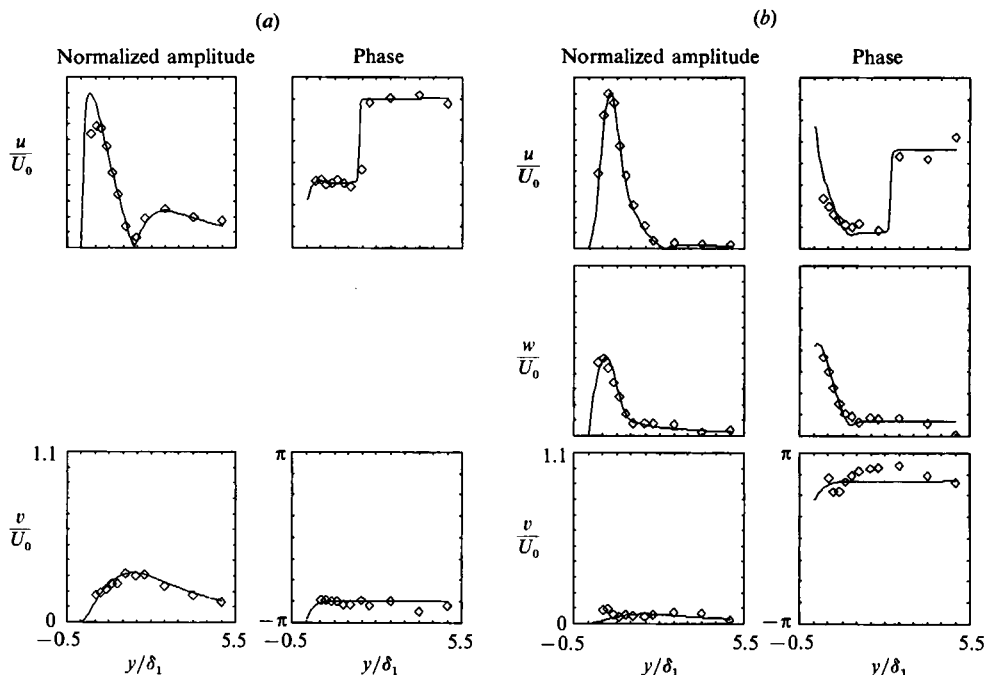 (a)
(b)
Normalized amplitude
Phase
Normalized amplitude
Phase
u
U₀
u
U₀
w
U₀
1.1
π
1.1
π
v
U₀
v
U₀
0
−π
0
−π
−0.5
5.5
−0.5
5.5
−0.5
5.5
−0.5
5.5
y/δ₁
y/δ₁
y/δ₁
y/δ₁